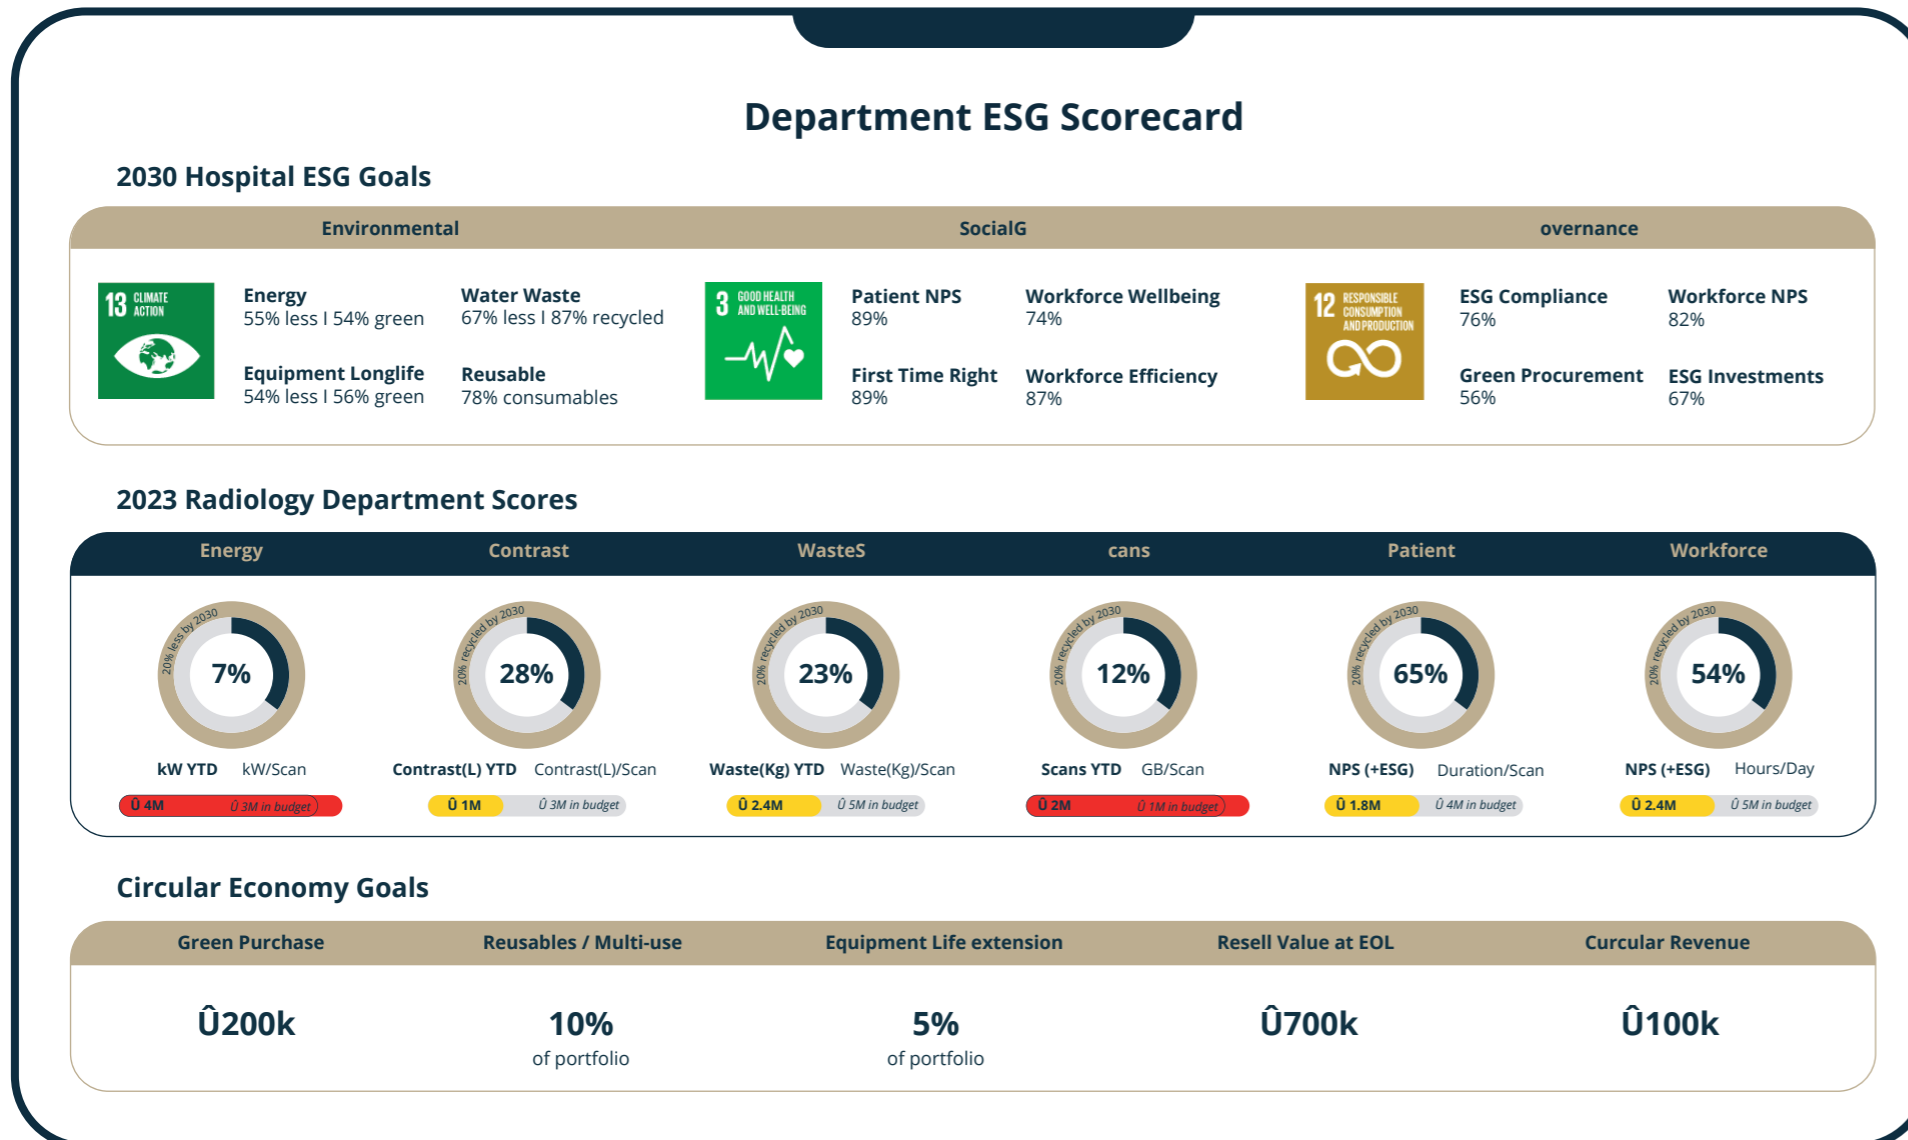 Department ESG Scorecard
2030 Hospital ESG Goals
Environmental
SocialG
overnance
13 CLIMATE
ACTION
Energy
55% less I 54% green
Water Waste
67% less I 87% recycled
Equipment Longlife
54% less I 56% green
Reusable
78% consumables
3 GOOD HEALTH
AND WELL-BEING
Patient NPS
89%
Workforce Wellbeing
74%
First Time Right
89%
Workforce Efficiency
87%
12 RESPONSIBLE
CONSUMPTION
AND PRODUCTION
ESG Compliance
76%
Workforce NPS
82%
Green Procurement
56%
ESG Investments
67%
2023 Radiology Department Scores
Energy
Contrast
WasteS
cans
Patient
Workforce
20% less by 2030
7%
20% recycled by 2030
28%
20% recycled by 2030
23%
20% recycled by 2030
12%
20% recycled by 2030
65%
20% recycled by 2030
54%
kW YTD kW/Scan
Û 4M Û 3M in budget
Contrast(L) YTD Contrast(L)/Scan
Û 1M Û 3M in budget
Waste(Kg) YTD Waste(Kg)/Scan
Û 2.4M Û 5M in budget
Scans YTD GB/Scan
Û 2M Û 1M in budget
NPS (+ESG) Duration/Scan
Û 1.8M Û 4M in budget
NPS (+ESG) Hours/Day
Û 2.4M Û 5M in budget
Circular Economy Goals
Green Purchase
Reusables / Multi-use
Equipment Life extension
Resell Value at EOL
Curcular Revenue
Û200k
10%
of portfolio
5%
of portfolio
Û700k
Û100k